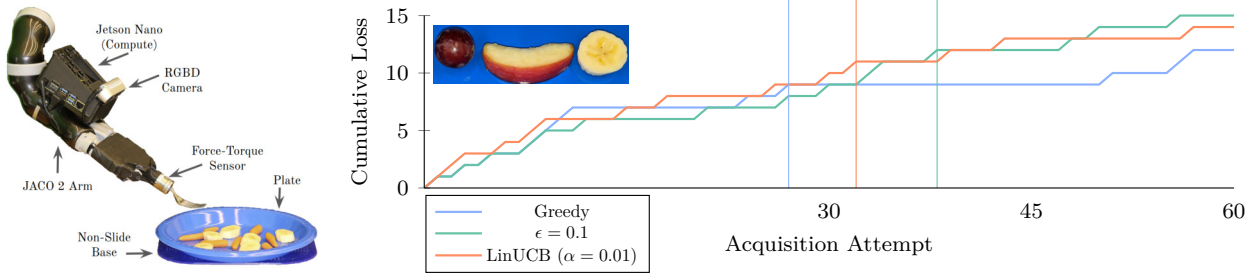 Jetson Nano
(Compute)
RGBD
Camera
Force-Torque
Sensor
JACO 2 Arm
Plate
Non-Slide
Base
Cumulative Loss
15
10
5
0
30
45
60
Acquisition Attempt
Greedy
ϵ = 0.1
LinUCB (α = 0.01)